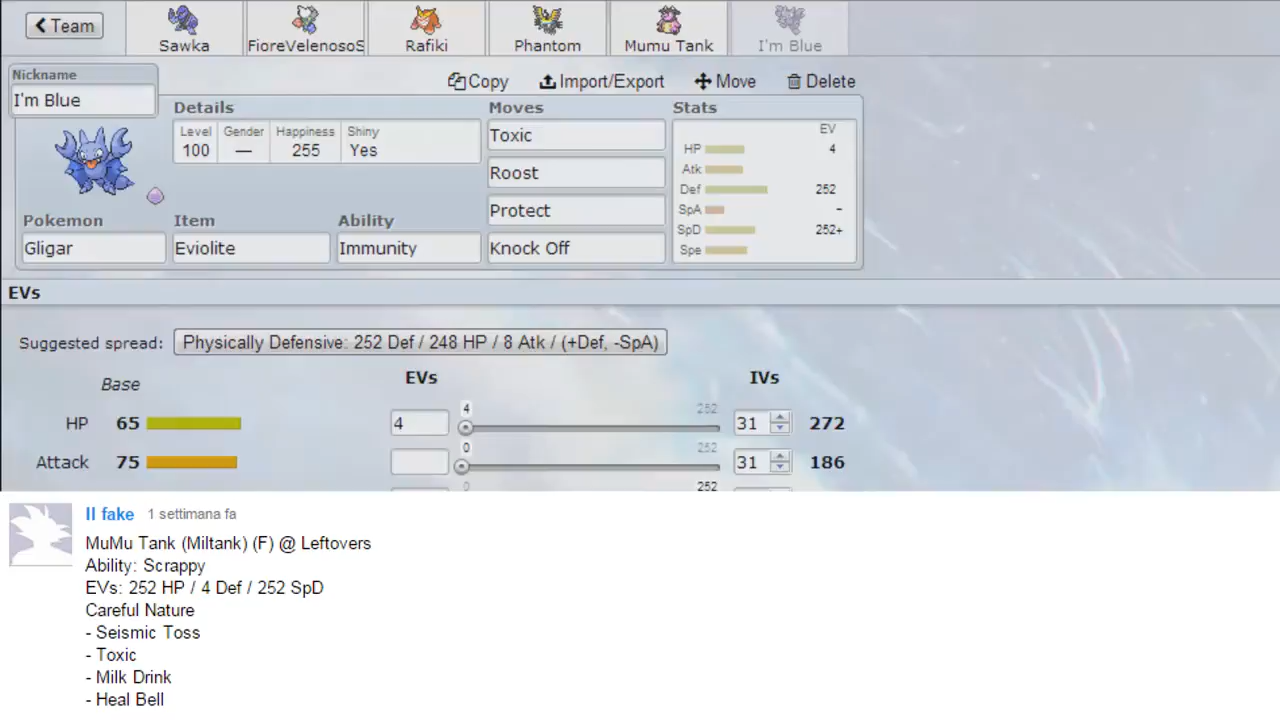 Team
Sawka
FioreVelenosoS
Rafiki
Phantom
Mumu Tank
I'm Blue
Nickname
I'm Blue
Copy
Import/Export
Move
Delete
Details
Level
100
Gender
—
Happiness
255
Shiny
Yes
Pokemon
Gligar
Item
Eviolite
Ability
Immunity
Moves
Toxic
Roost
Protect
Knock Off
Stats
EV
HP 4
Atk
Def 252
SpA -
SpD 252+
Spe
EVs
Suggested spread: Physically Defensive: 252 Def / 248 HP / 8 Atk / (+Def, -SpA)
Base EVs IVs
4 252
HP 65 4 31 272
0 252
Attack 75 31 186
0 252
Il fake 1 settimana fa
MuMu Tank (Miltank) (F) @ Leftovers
Ability: Scrappy
EVs: 252 HP / 4 Def / 252 SpD
Careful Nature
- Seismic Toss
- Toxic
- Milk Drink
- Heal Bell